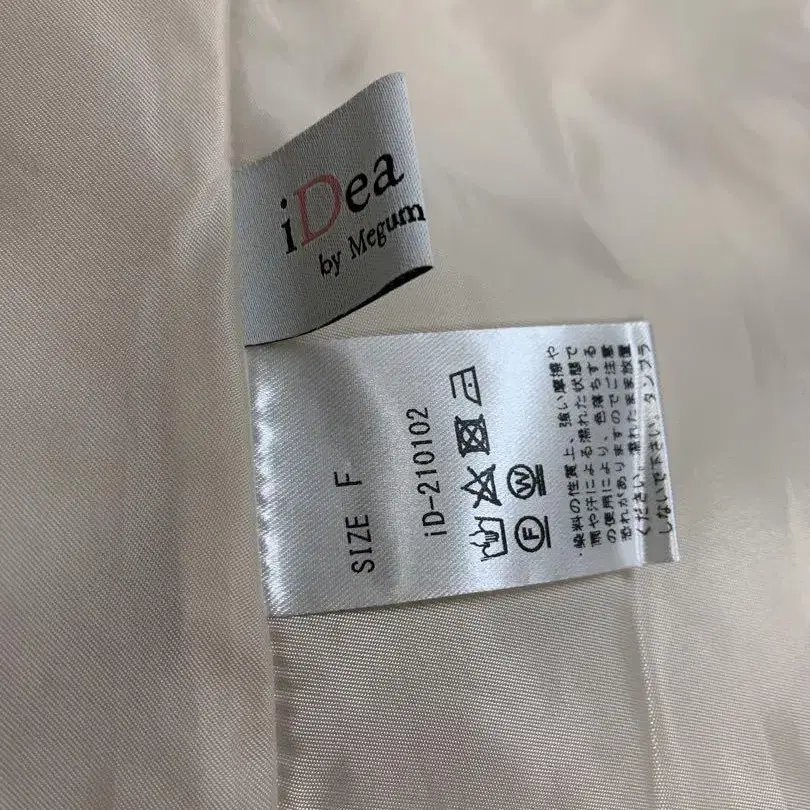 iDea
by Megum
SIZE F
iD-210102
W
F
・染料の性質上、強い摩擦や
雨や汗による濡れた状態で
の使用により、色落ちする
恐れがありますのでご注意
ください。濡れたまま放置
しないで下さい。タンブラ